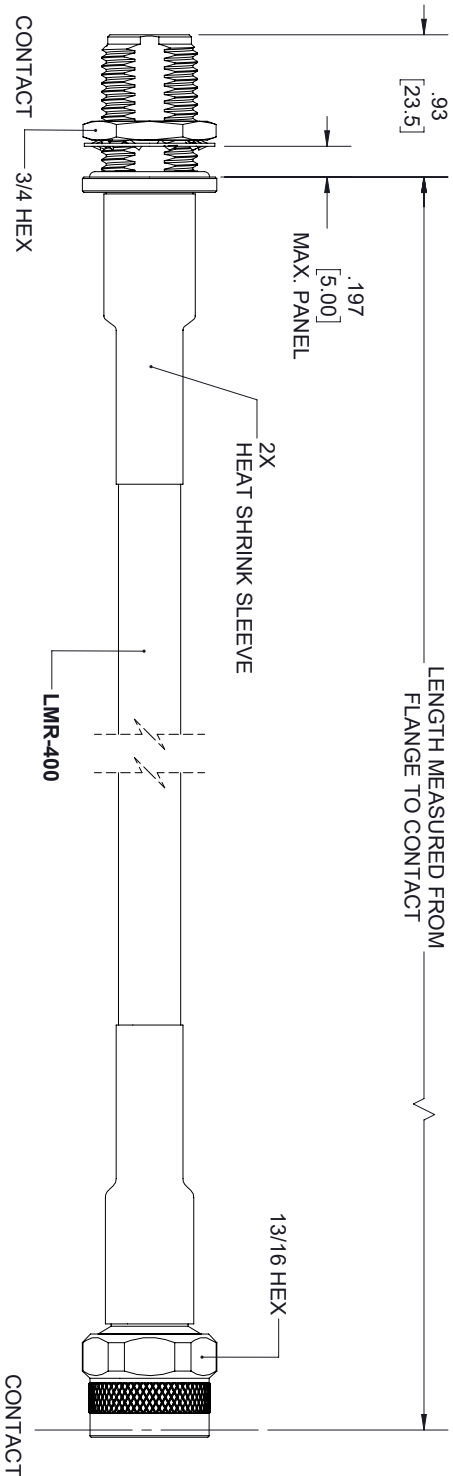 .93
[23.5]
.197
[5.00]
MAX. PANEL
LENGTH MEASURED FROM
FLANGE TO CONTACT
2X
HEAT SHRINK SLEEVE
LMR-400
13/16 HEX
CONTACT
3/4 HEX
CONTACT